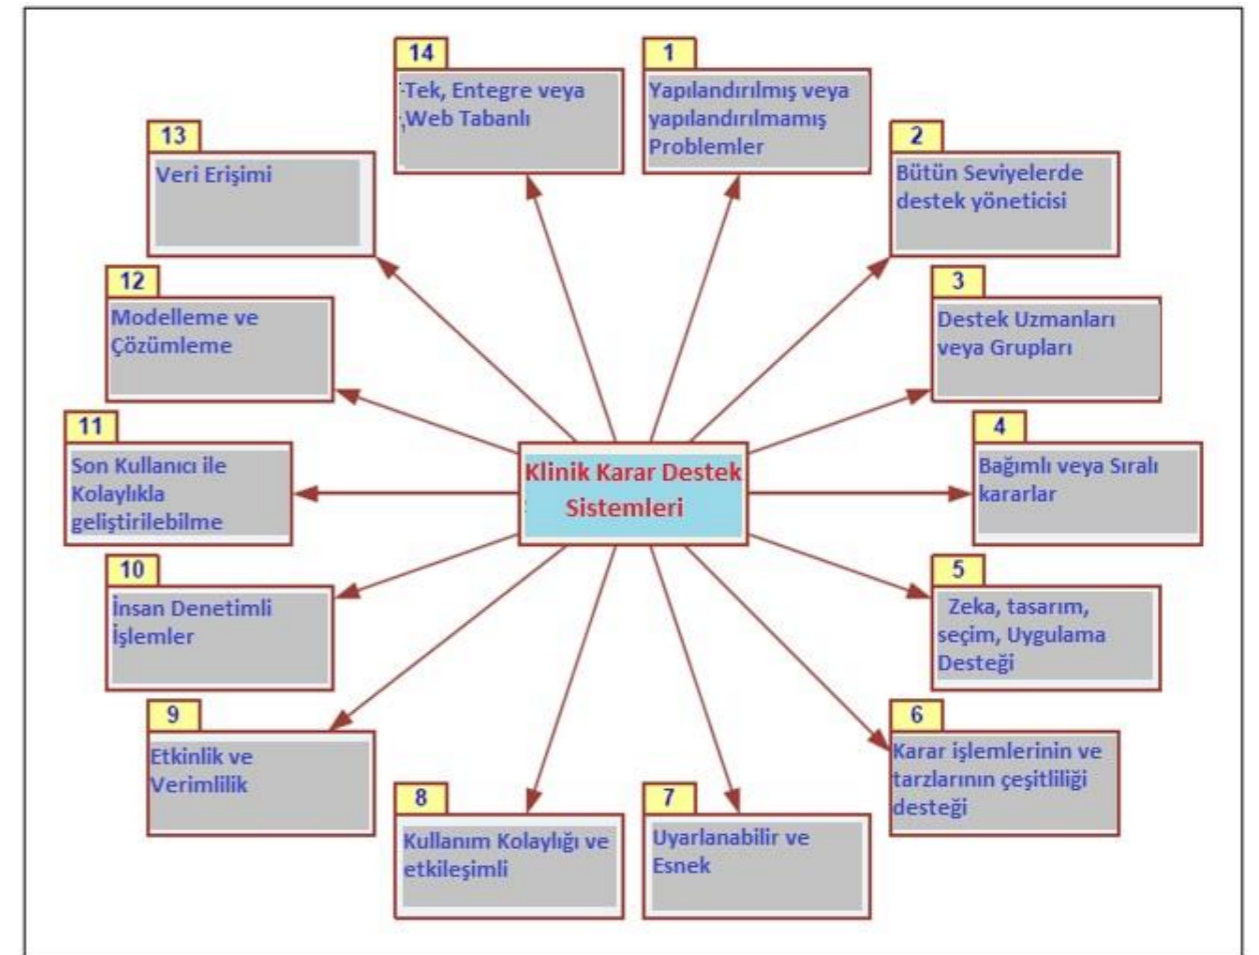 14
Tek, Entegre veya
Web Tabanlı
1
Yapılandırılmış veya
yapılandırılmamış
Problemler
13
Veri Erişimi
2
Bütün Seviyelerde
destek yöneticisi
12
Modelleme ve
Çözümleme
3
Destek Uzmanları
veya Grupları
11
Son Kullanıcı ile
Kolaylıkla
geliştirilebilme
Klinik Karar Destek
Sistemleri
4
Bağımlı veya Sıralı
kararlar
10
İnsan Denetimli
İşlemler
5
Zeka, tasarım,
seçim, Uygulama
Desteği
9
Etkinlik ve
Verimlilik
6
Karar işlemlerinin ve
tarzlarının çeşitliliği
desteği
8
Kullanım Kolaylığı ve
etkileşimli
7
Uyarlanabilir ve
Esnek